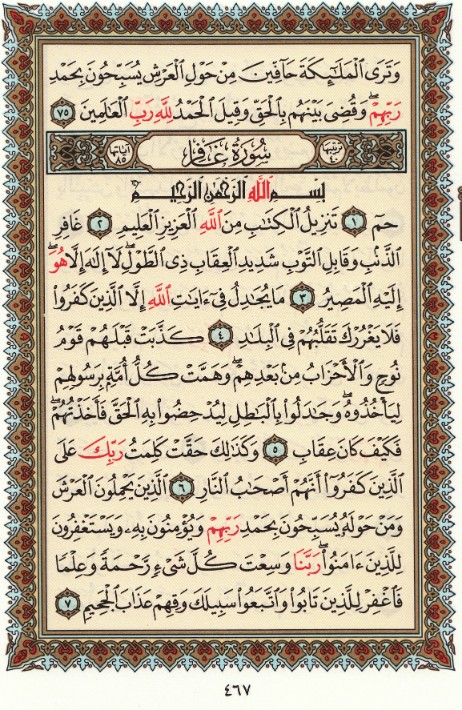 وَتَرَى ٱلْمَلَـٰٓئِكَةَ حَآفِّينَ مِنْ حَوْلِ ٱلْعَرْشِ يُسَبِّحُونَ بِحَمْدِ
رَبِّهِمْ ۖ وَقُضِىَ بَيْنَهُم بِٱلْحَقِّ وَقِيلَ ٱلْحَمْدُ لِلَّهِ رَبِّ ٱلْعَـٰلَمِينَ ٧٥
ترتيبها ٤٠ سُورَةُ غَافِرٍ آياتها ٨٥
بِسْمِ ٱللَّهِ ٱلرَّحْمَـٰنِ ٱلرَّحِيمِ
حمٓ ١ تَنزِيلُ ٱلْكِتَـٰبِ مِنَ ٱللَّهِ ٱلْعَزِيزِ ٱلْعَلِيمِ ٢ غَافِرِ
ٱلذَّنۢبِ وَقَابِلِ ٱلتَّوْبِ شَدِيدِ ٱلْعِقَابِ ذِى ٱلطَّوْلِ ۖ لَآ إِلَـٰهَ إِلَّا هُوَ ۖ
إِلَيْهِ ٱلْمَصِيرُ ٣ مَا يُجَـٰدِلُ فِىٓ ءَايَـٰتِ ٱللَّهِ إِلَّا ٱلَّذِينَ كَفَرُوا۟
فَلَا يَغْرُرْكَ تَقَلُّبُهُمْ فِى ٱلْبِلَـٰدِ ٤ كَذَّبَتْ قَبْلَهُمْ قَوْمُ
نُوحٍ وَٱلْأَحْزَابُ مِنۢ بَعْدِهِمْ ۖ وَهَمَّتْ كُلُّ أُمَّةٍۭ بِرَسُولِهِمْ
لِيَأْخُذُوهُ ۖ وَجَـٰدَلُوا۟ بِٱلْبَـٰطِلِ لِيُدْحِضُوا۟ بِهِ ٱلْحَقَّ فَأَخَذْتُهُمْ ۖ
فَكَيْفَ كَانَ عِقَابِ ٥ وَكَذَٰلِكَ حَقَّتْ كَلِمَتُ رَبِّكَ عَلَى
ٱلَّذِينَ كَفَرُوٓا۟ أَنَّهُمْ أَصْحَـٰبُ ٱلنَّارِ ٦ ٱلَّذِينَ يَحْمِلُونَ ٱلْعَرْشَ
وَمَنْ حَوْلَهُۥ يُسَبِّحُونَ بِحَمْدِ رَبِّهِمْ وَيُؤْمِنُونَ بِهِۦ وَيَسْتَغْفِرُونَ
لِلَّذِينَ ءَامَنُوا۟ ۖ رَبَّنَا وَسِعْتَ كُلَّ شَىْءٍ رَّحْمَةً وَعِلْمًا
فَٱغْفِرْ لِلَّذِينَ تَابُوا۟ وَٱتَّبَعُوا۟ سَبِيلَكَ وَقِهِمْ عَذَابَ ٱلْجَحِيمِ ٧
٤٦٧